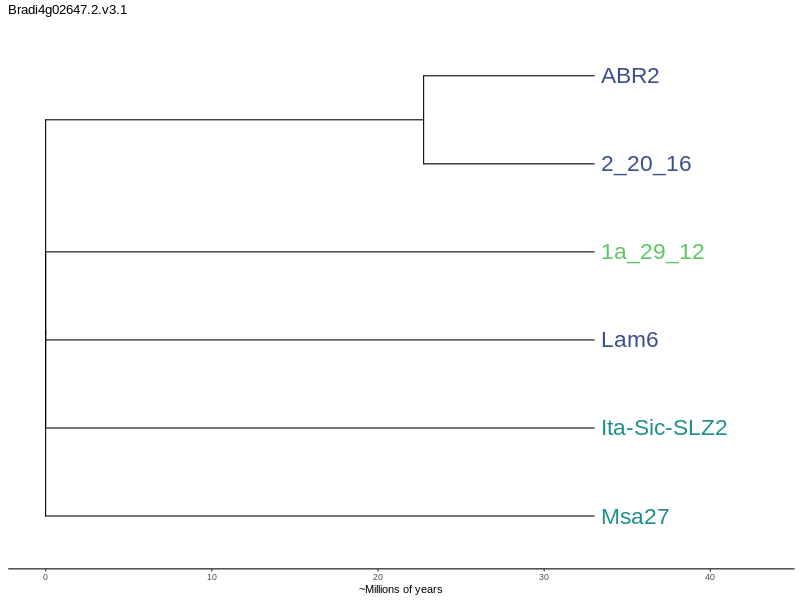 Bradi4g02647.2.v3.1
ABR2
2_20_16
1a_29_12
Lam6
Ita-Sic-SLZ2
Msa27
0 10 20 30 40
~Millions of years